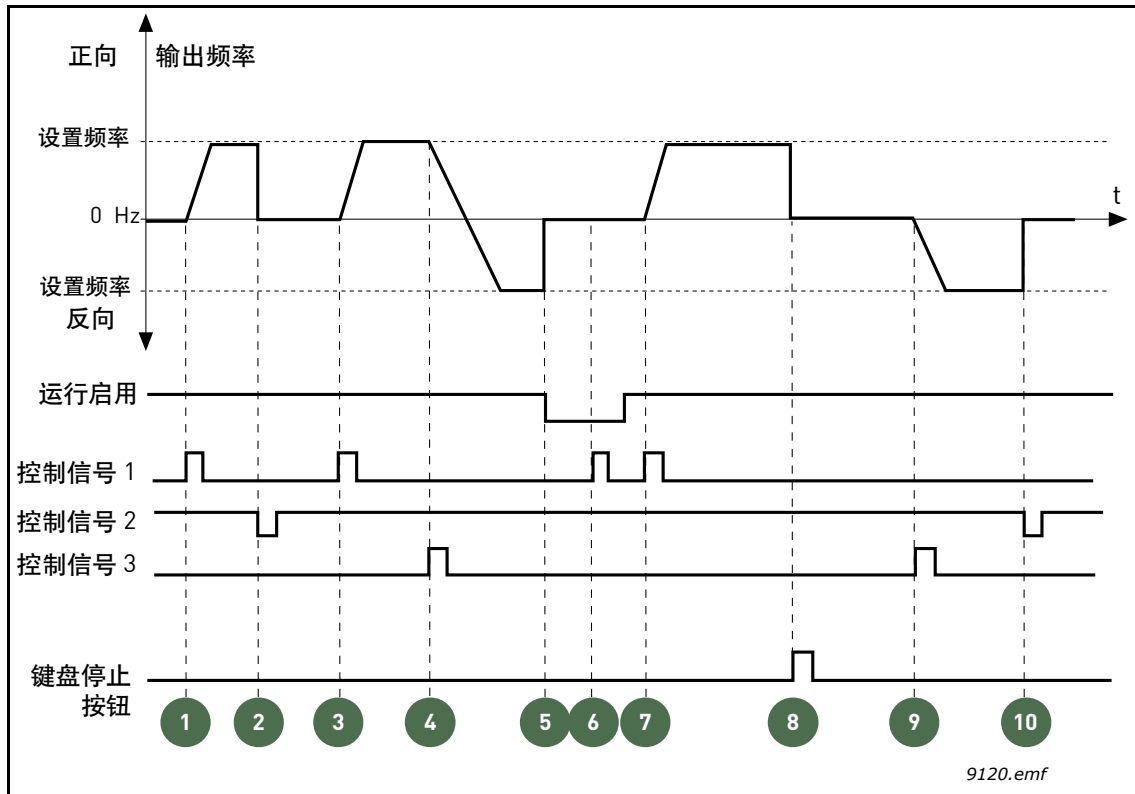 正向 输出频率
设置频率
t
0 Hz
设置频率
反向
运行启用
控制信号 1
控制信号 2
控制信号 3
键盘停止
按钮
1 2 3 4 5 6 7 8 9 10
9120.emf